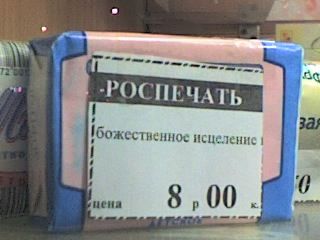 -РОСПЕЧАТЬ
божественное исцеление
цена 8 р 00 к.